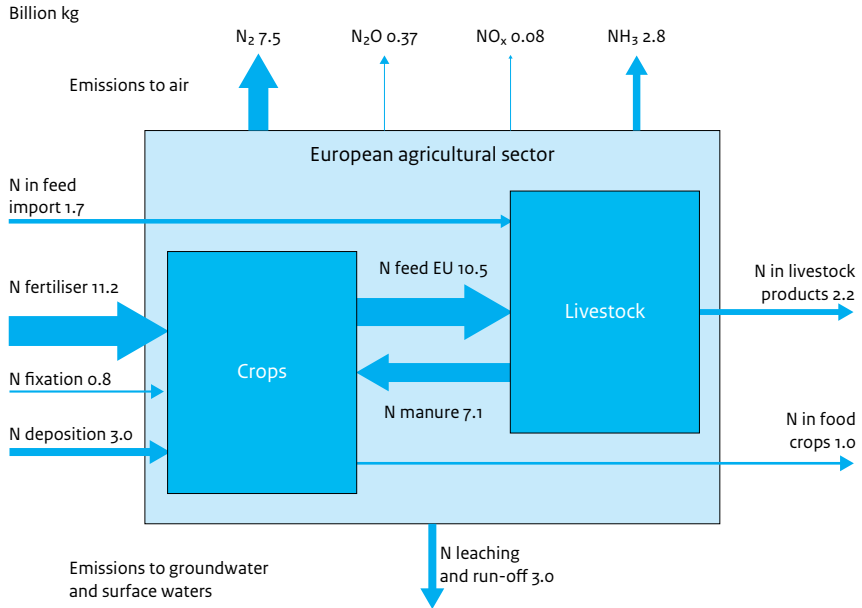 Billion kg
N₂ 7.5
N₂O 0.37
NOₓ 0.08
NH₃ 2.8
Emissions to air
European agricultural sector
N in feed
import 1.7
N feed EU 10.5
N fertiliser 11.2
N in livestock
products 2.2
Livestock
Crops
N fixation 0.8
N manure 7.1
N in food
crops 1.0
N deposition 3.0
N leaching
and run-off 3.0
Emissions to groundwater
and surface waters